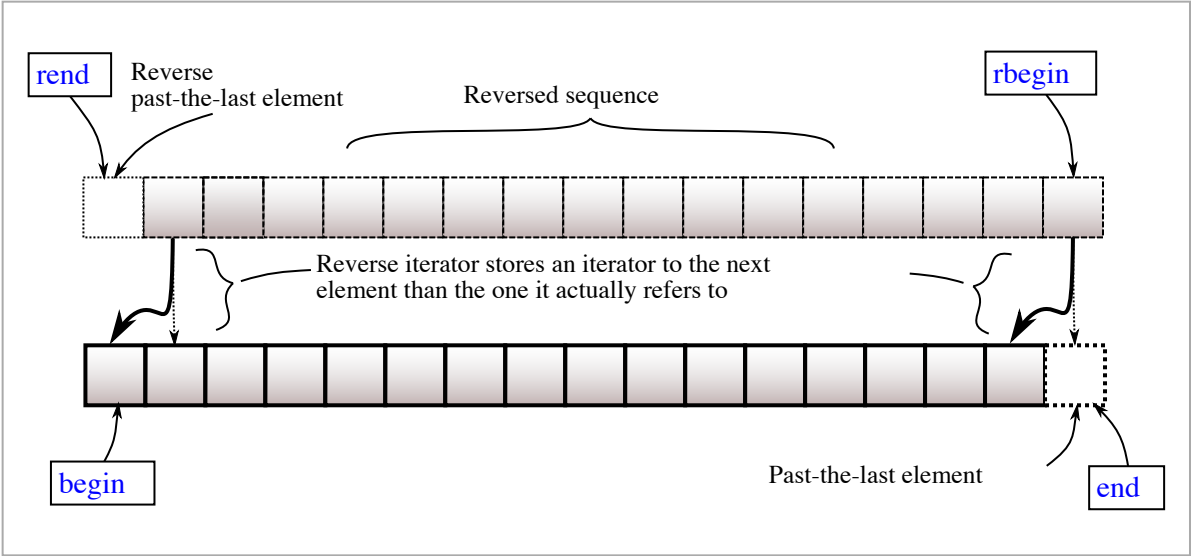 rend
Reverse
past-the-last element
Reversed sequence
rbegin
Reverse iterator stores an iterator to the next
element than the one it actually refers to
begin
Past-the-last element
end